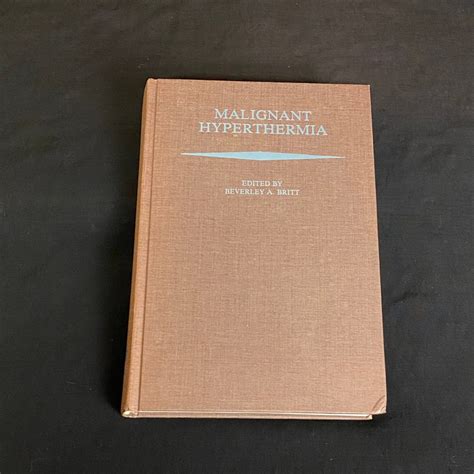 MALIGNANT
HYPERTHERMIA
EDITED BY
BEVERLEY A. BRITT